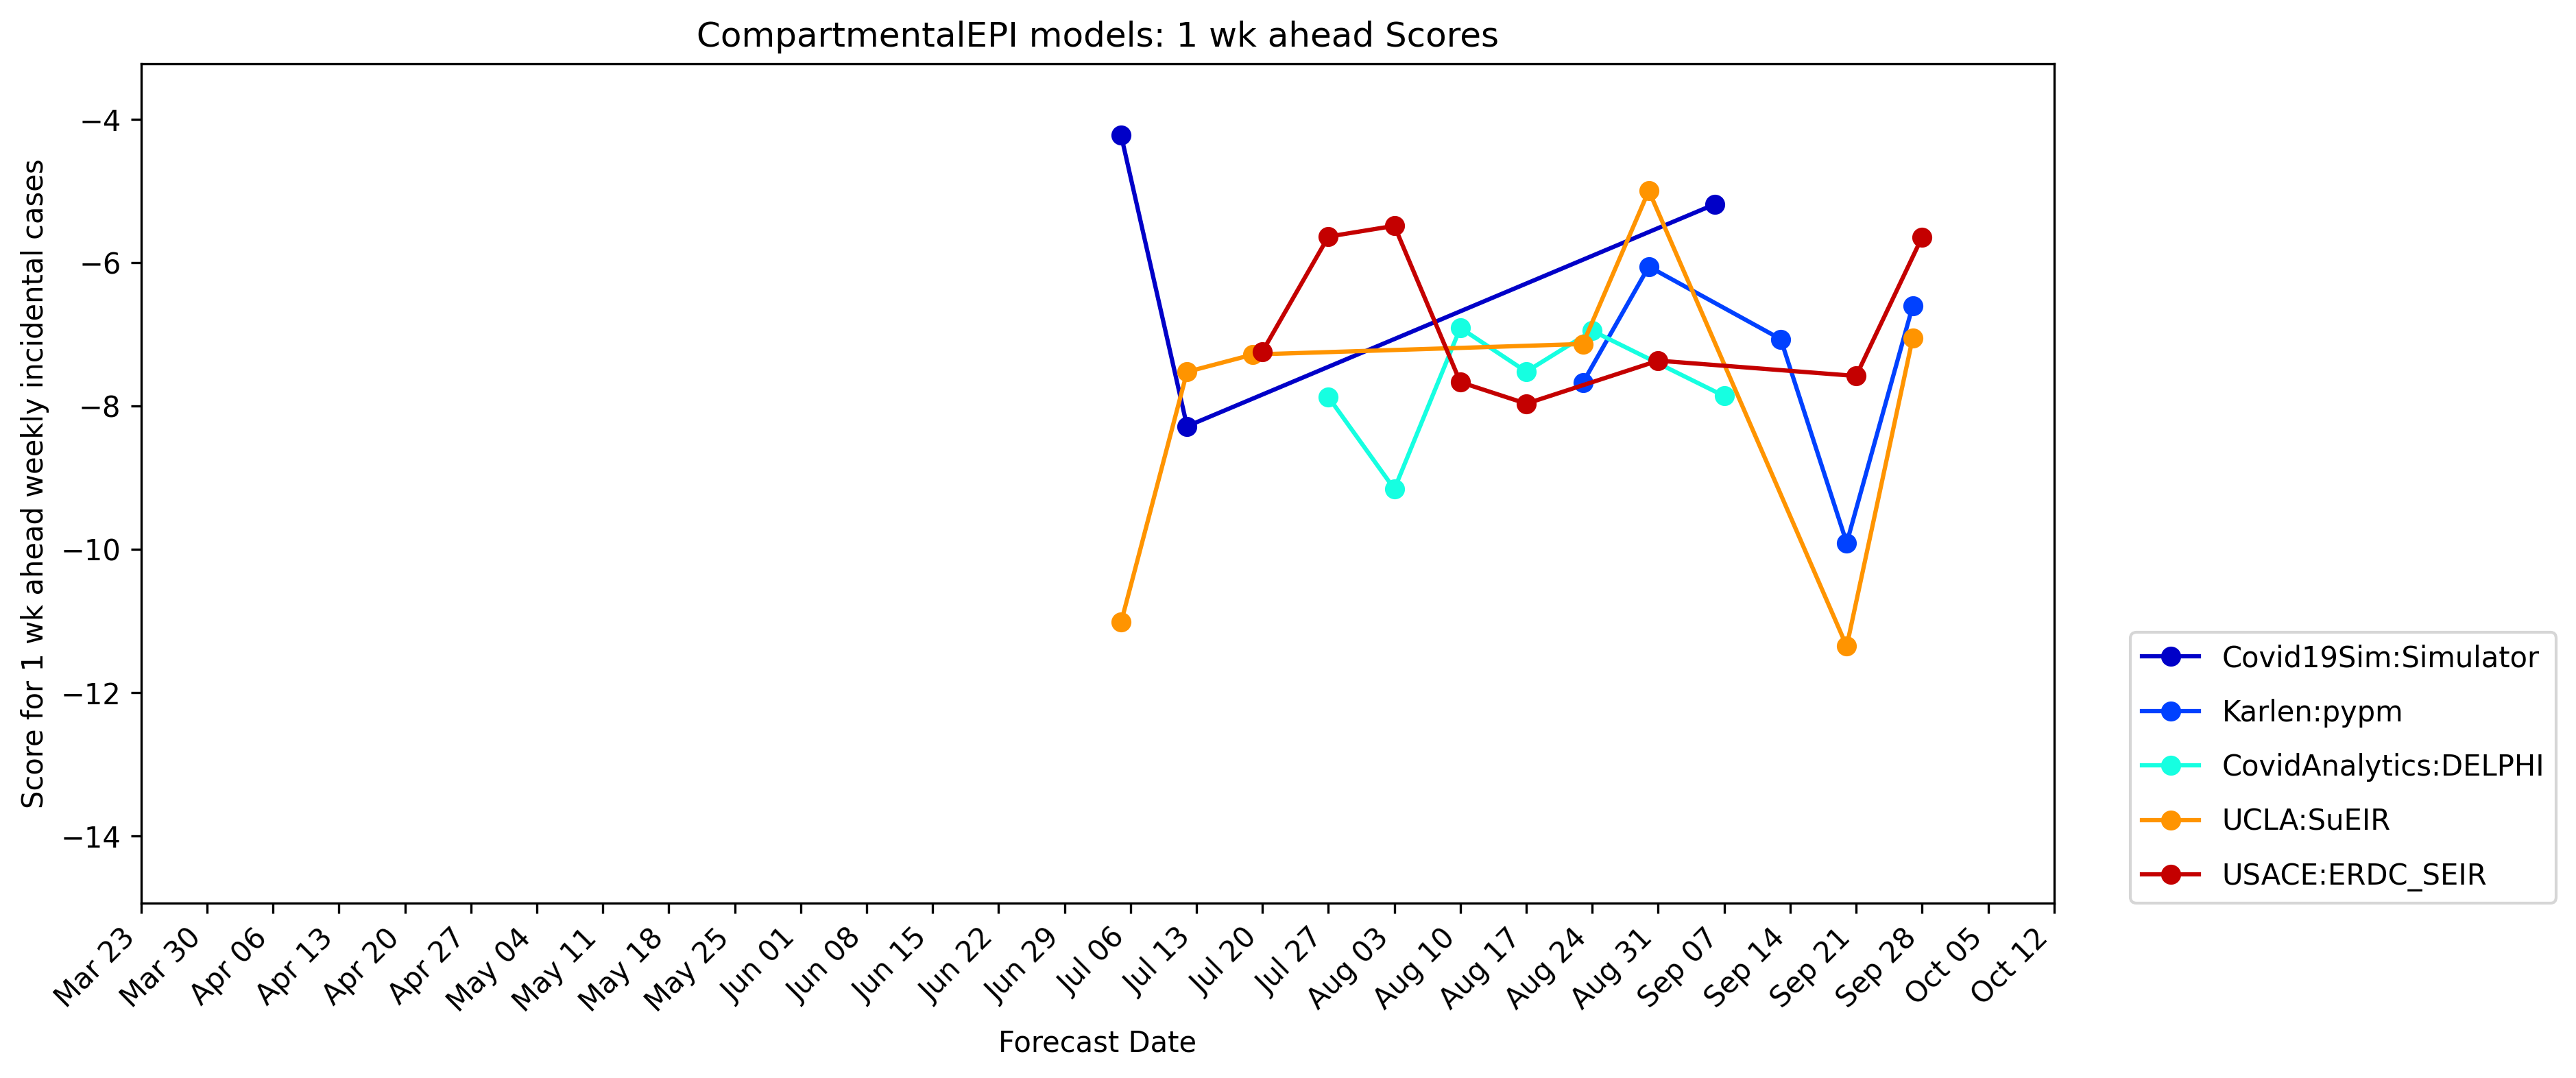 CompartmentalEPI models: 1 wk ahead Scores
Score for 1 wk ahead weekly incidental cases
−4
−6
−8
−10
−12
−14
Mar 23
Mar 30
Apr 06
Apr 13
Apr 20
Apr 27
May 04
May 11
May 18
May 25
Jun 01
Jun 08
Jun 15
Jun 22
Jun 29
Jul 06
Jul 13
Jul 20
Jul 27
Aug 03
Aug 10
Aug 17
Aug 24
Aug 31
Sep 07
Sep 14
Sep 21
Sep 28
Oct 05
Oct 12
Forecast Date
Covid19Sim:Simulator
Karlen:pypm
CovidAnalytics:DELPHI
UCLA:SuEIR
USACE:ERDC_SEIR